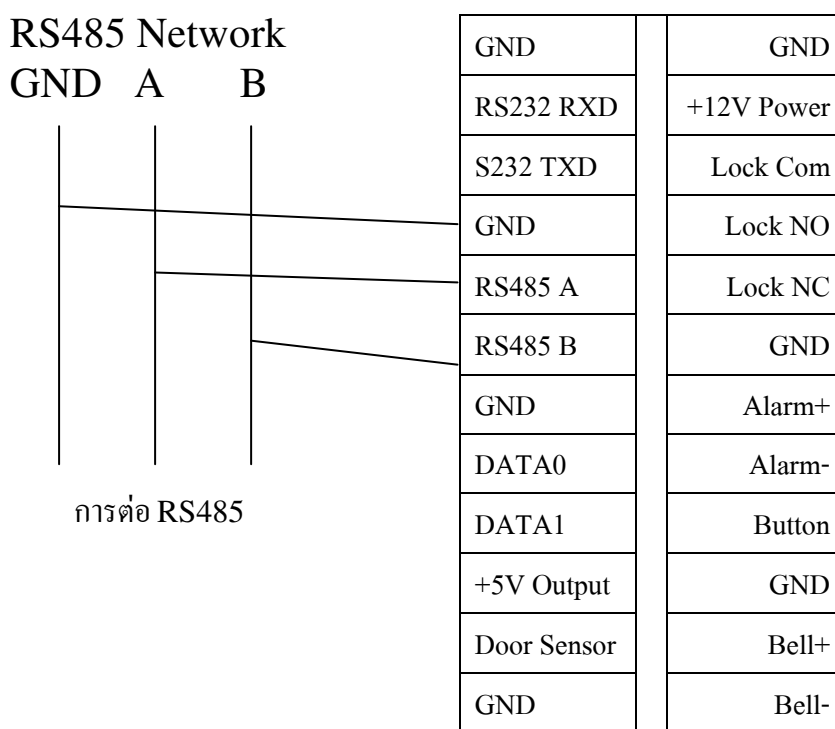 RS485 Network
GND A B
การต่อ RS485
GND
RS232 RXD
S232 TXD
GND
RS485 A
RS485 B
GND
DATA0
DATA1
+5V Output
Door Sensor
GND
GND
+12V Power
Lock Com
Lock NO
Lock NC
GND
Alarm+
Alarm-
Button
GND
Bell+
Bell-